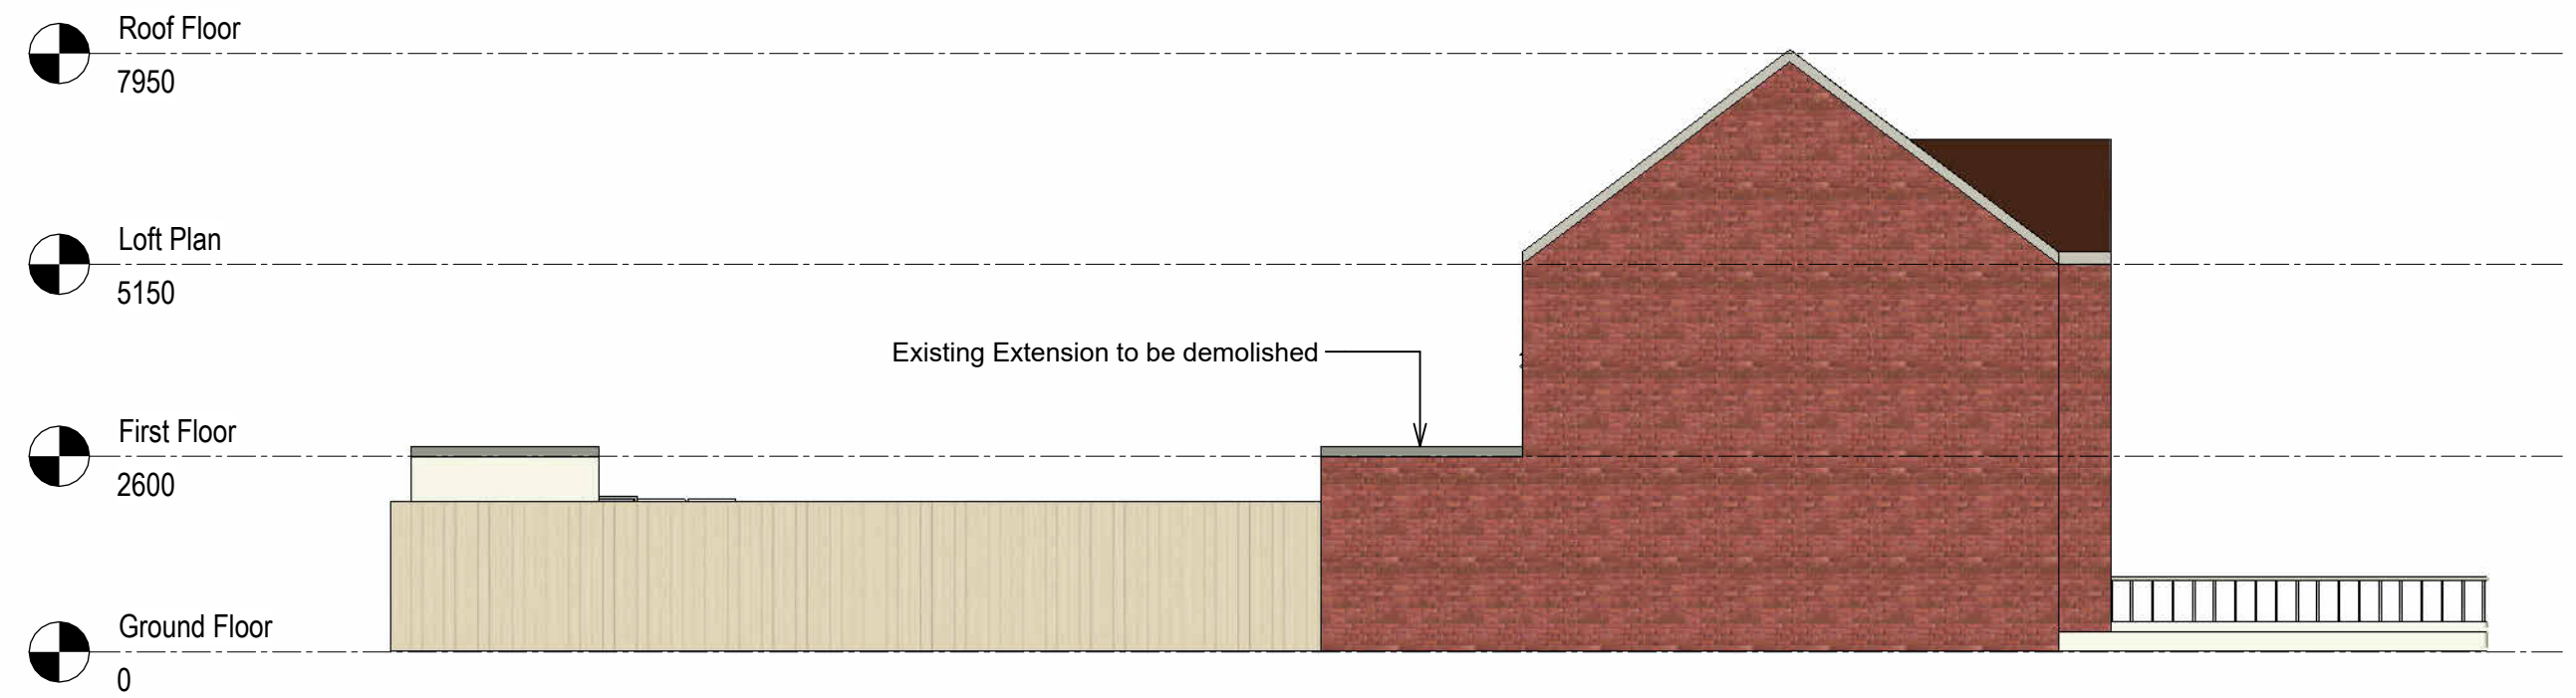 Roof Floor
7950
Loft Plan
5150
Existing Extension to be demolished
First Floor
2600
Ground Floor
0